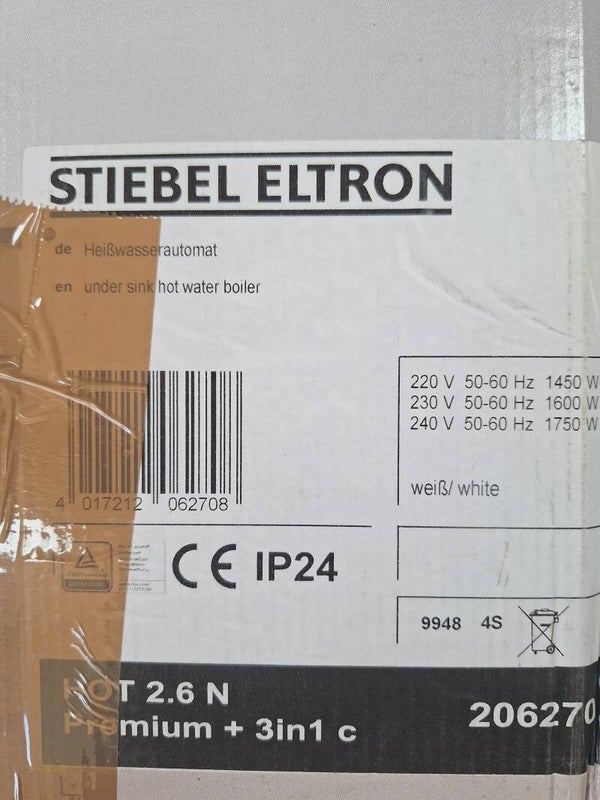 STIEBEL ELTRON
de Heißwasserautomat
en under sink hot water boiler
220 V 50-60 Hz 1450 W
230 V 50-60 Hz 1600 W
240 V 50-60 Hz 1750 W
weiß/ white
4 017212 062708
CE IP24
9948 4S
HOT 2.6 N
Premium + 3in1 c
206270